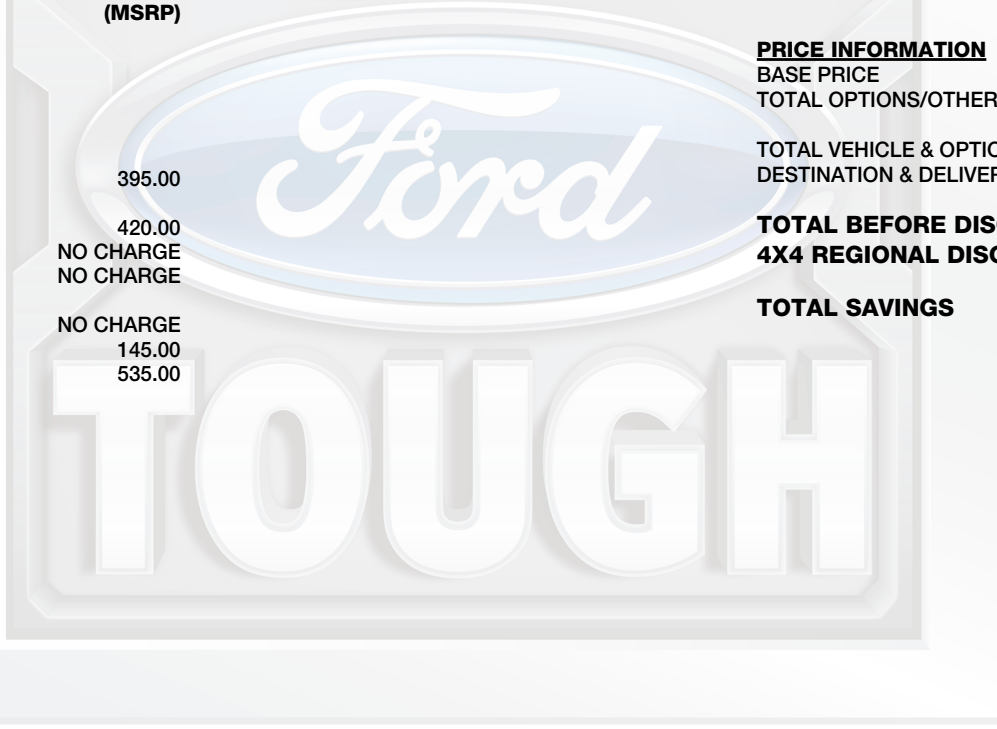 (MSRP)
395.00
420.00
NO CHARGE
NO CHARGE
NO CHARGE
145.00
535.00
PRICE INFORMATION
BASE PRICE
TOTAL OPTIONS/OTHER
TOTAL VEHICLE & OPTIO
DESTINATION & DELIVER
TOTAL BEFORE DISC
4X4 REGIONAL DISC
TOTAL SAVINGS
Ford
TOUGH